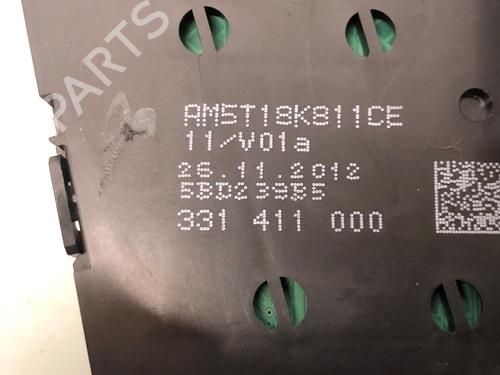 PARTS
AM5T18K811CE
11/V01a
26.11.2012
5BD239B5
331 411 000